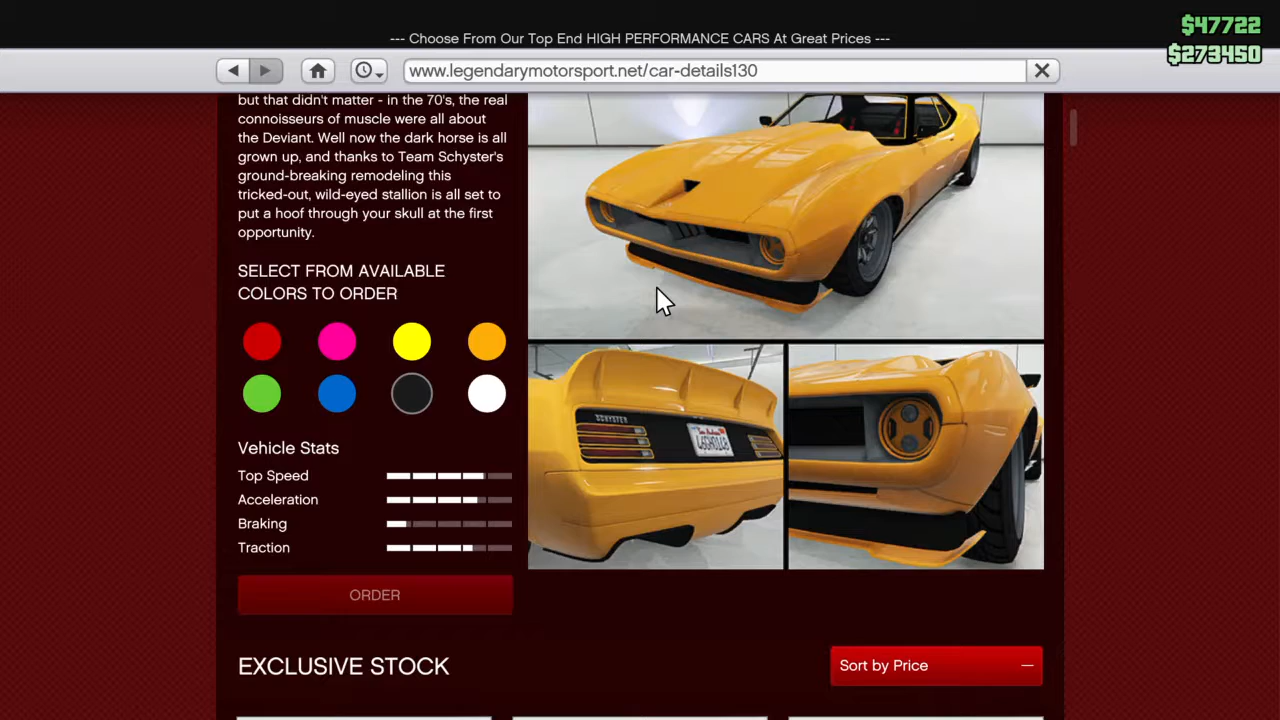 $47722
--- Choose From Our Top End HIGH PERFORMANCE CARS At Great Prices ---
$273450
www.legendarymotorsport.net/car-details130
but that didn't matter - in the 70's, the real
connoisseurs of muscle were all about
the Deviant. Well now the dark horse is all
grown up, and thanks to Team Schyster's
ground-breaking remodeling this
tricked-out, wild-eyed stallion is all set to
put a hoof through your skull at the first
opportunity.
SELECT FROM AVAILABLE
COLORS TO ORDER
SCHYSTER
Vehicle Stats
Top Speed
Acceleration
Braking
Traction
ORDER
EXCLUSIVE STOCK
Sort by Price